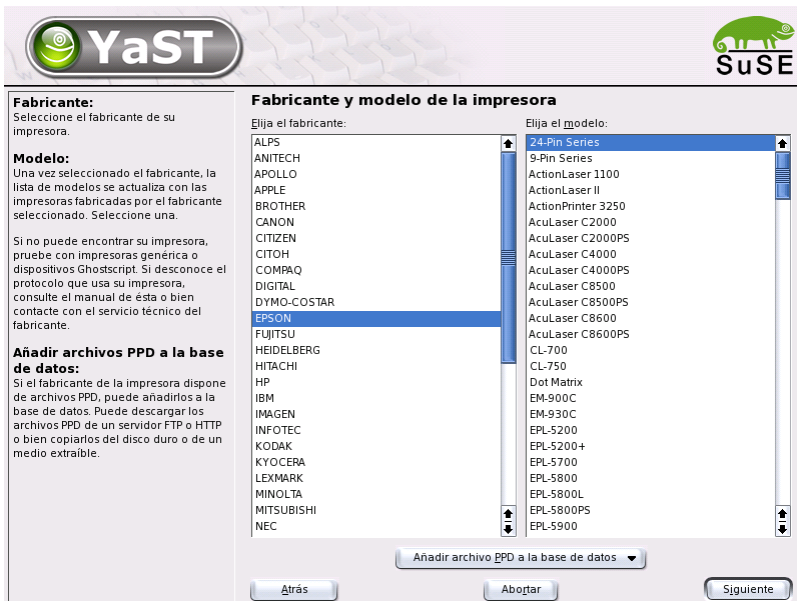 YaST
SuSE
Fabricante:
Seleccione el fabricante de su
impresora.
Modelo:
Una vez seleccionado el fabricante, la
lista de modelos se actualiza con las
impresoras fabricadas por el fabricante
seleccionado. Seleccione una.
Si no puede encontrar su impresora,
pruebe con impresoras genérica o
dispositivos Ghostscript. Si desconoce el
protocolo que usa su impresora,
consulte el manual de ésta o bien
contacte con el servicio técnico del
fabricante.
Añadir archivos PPD a la base
de datos:
Si el fabricante de la impresora dispone
de archivos PPD, puede añadirlos a la
base de datos. Puede descargar los
archivos PPD de un servidor FTP o HTTP
o bien copiarlos del disco duro o de un
medio extraíble.
Fabricante y modelo de la impresora
Elija el fabricante:
ALPS
ANITECH
APOLLO
APPLE
BROTHER
CANON
CITIZEN
CITOH
COMPAQ
DIGITAL
DYMO-COSTAR
EPSON
FUJITSU
HEIDELBERG
HITACHI
HP
IBM
IMAGEN
INFOTEC
KODAK
KYOCERA
LEXMARK
MINOLTA
MITSUBISHI
NEC
Elija el modelo:
24-Pin Series
9-Pin Series
ActionLaser 1100
ActionLaser II
ActionPrinter 3250
AcuLaser C2000
AcuLaser C2000PS
AcuLaser C4000
AcuLaser C4000PS
AcuLaser C8500
AcuLaser C8500PS
AcuLaser C8600
AcuLaser C8600PS
CL-700
CL-750
Dot Matrix
EM-900C
EM-930C
EPL-5200
EPL-5200+
EPL-5700
EPL-5800
EPL-5800L
EPL-5800PS
EPL-5900
Añadir archivo PPD a la base de datos
Atrás
Abortar
Siguiente